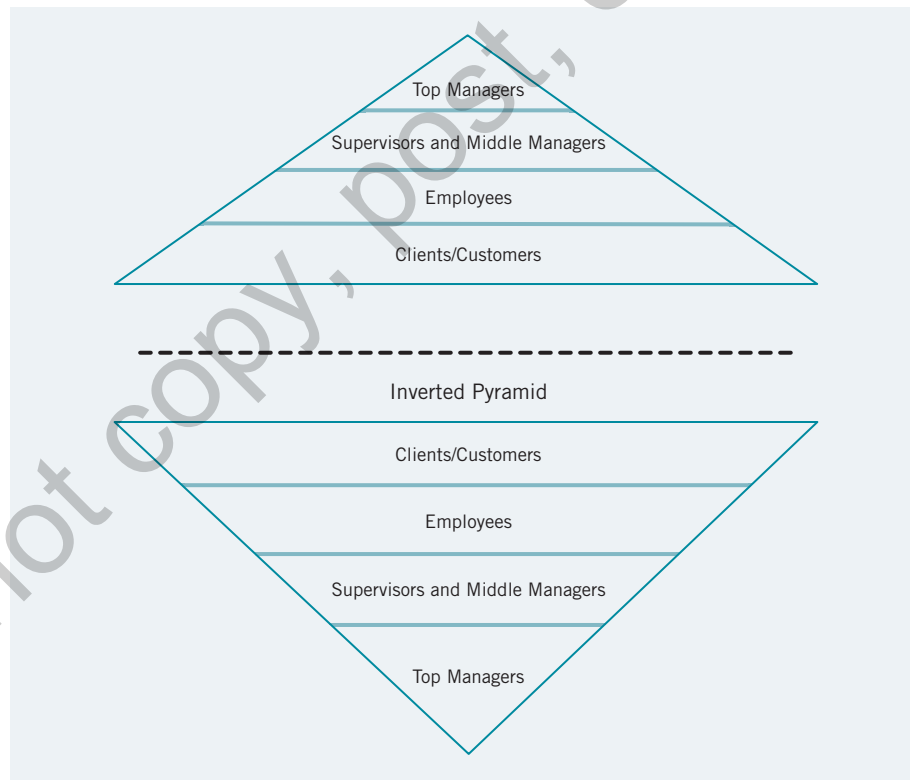 Top Managers
Supervisors and Middle Managers
Employees
Clients/Customers
Inverted Pyramid
Clients/Customers
Employees
Supervisors and Middle Managers
Top Managers
not copy, post,